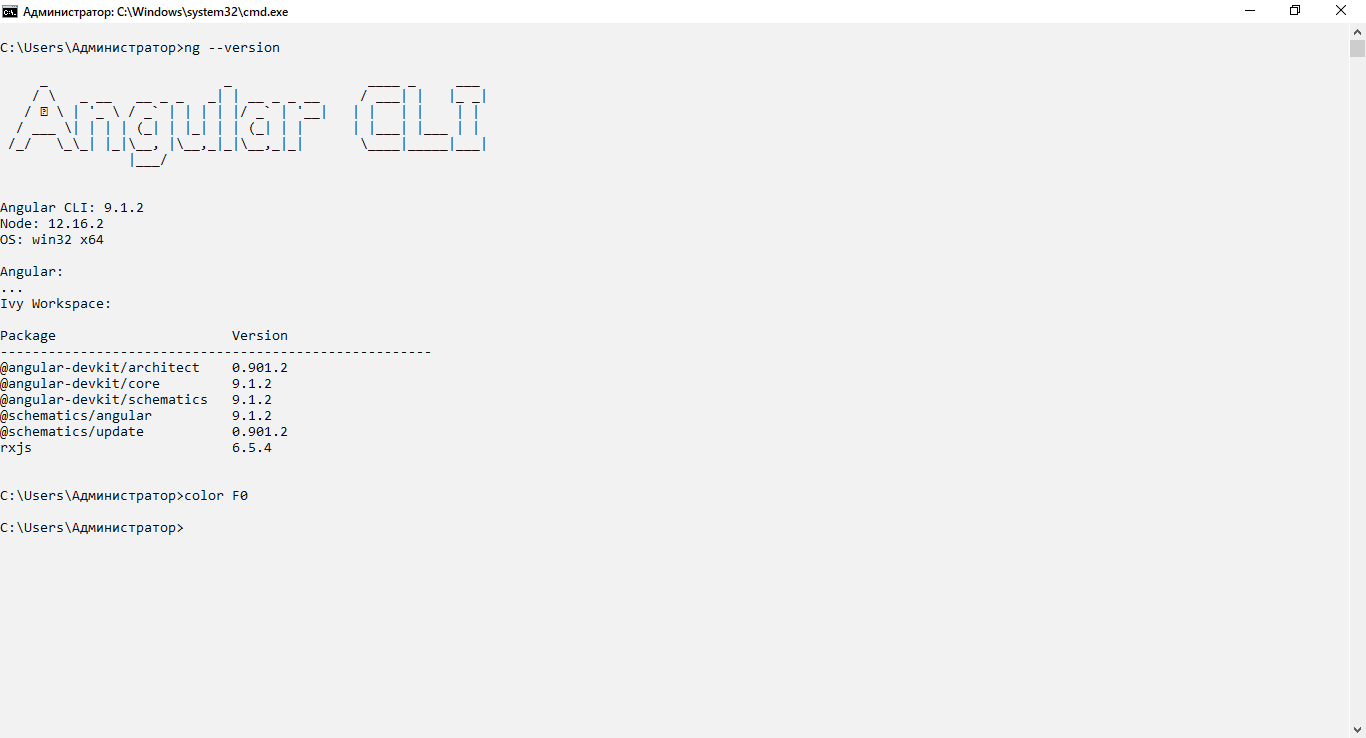 Администратор: C:\Windows\system32\cmd.exe
C:\Users\Администратор>ng --version
Angular CLI
Angular CLI: 9.1.2
Node: 12.16.2
OS: win32 x64
Angular:
...
Ivy Workspace:
Package Version
------------------------------------------------------
@angular-devkit/architect 0.901.2
@angular-devkit/core 9.1.2
@angular-devkit/schematics 9.1.2
@schematics/angular 9.1.2
@schematics/update 0.901.2
rxjs 6.5.4
C:\Users\Администратор>color F0
C:\Users\Администратор>